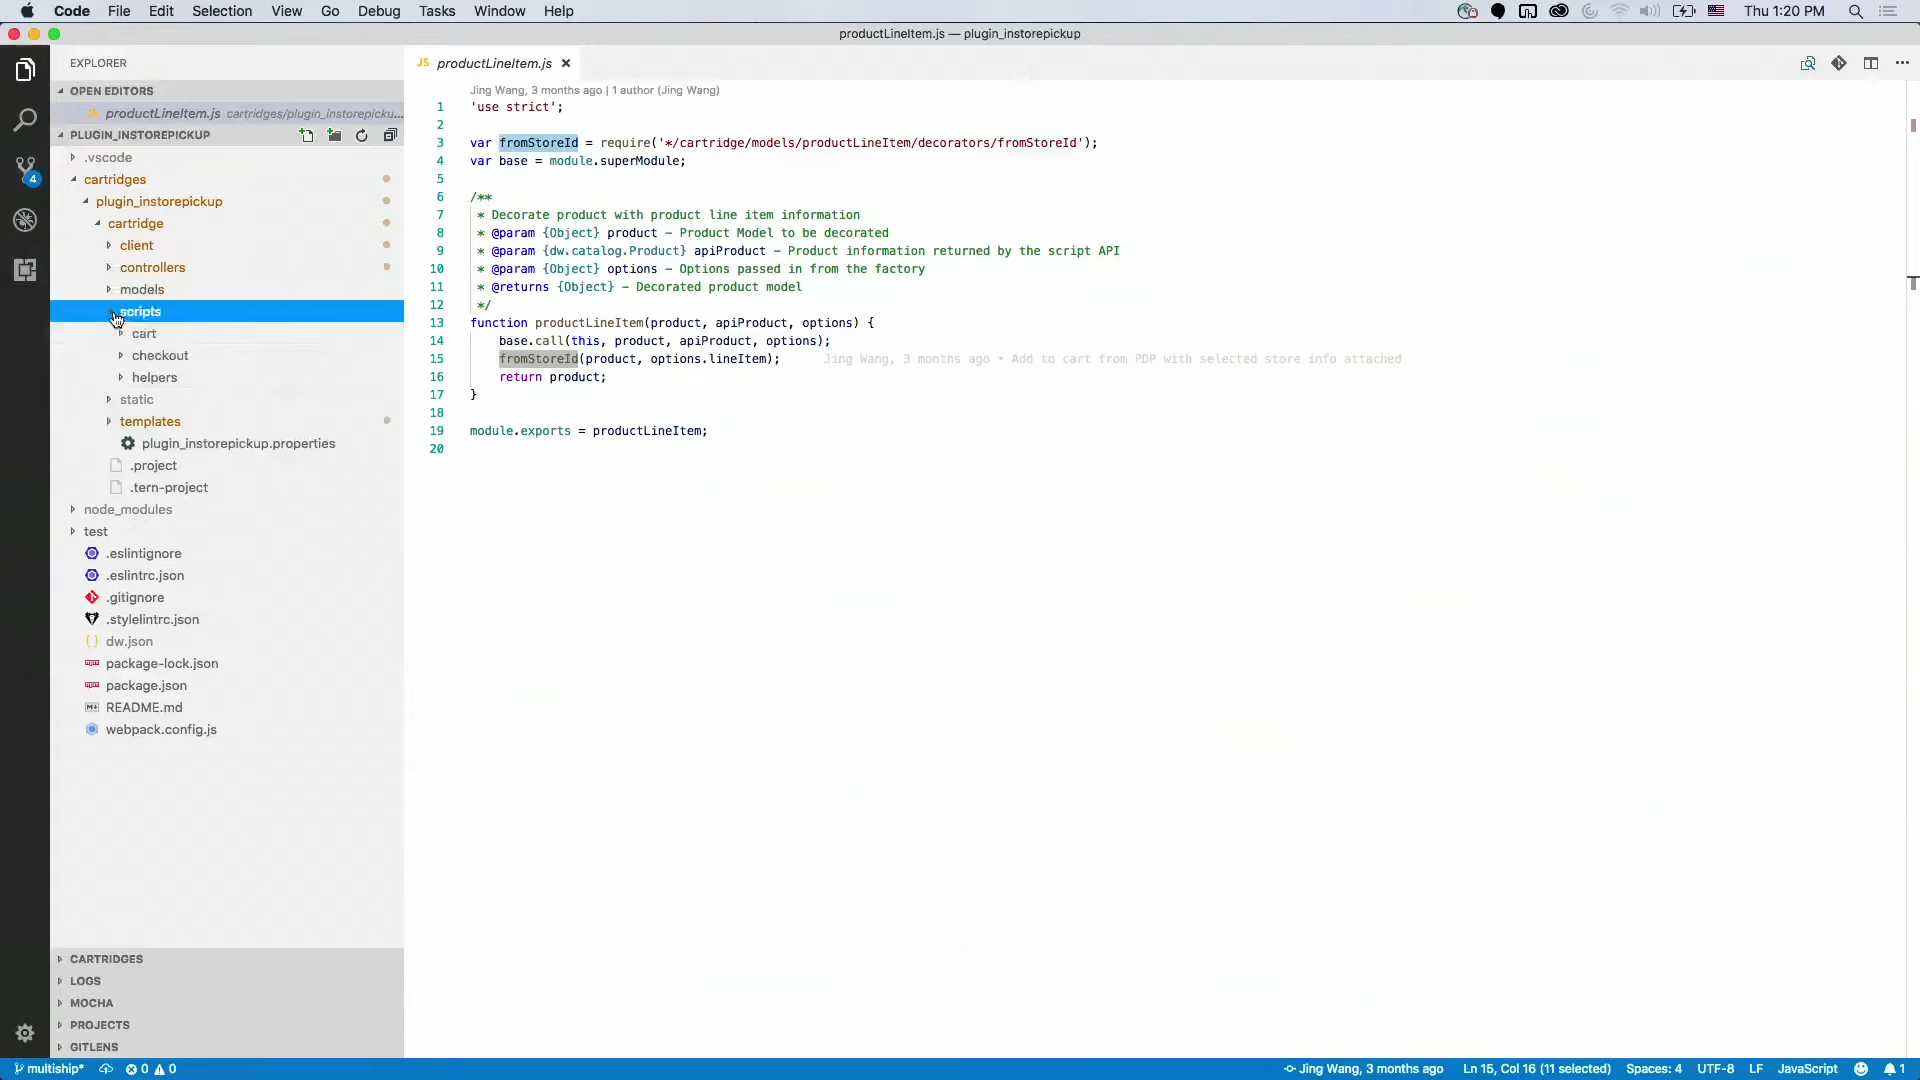 Code File Edit Selection View Go Debug Tasks Window Help Thu 1:20 PM
productLineItem.js — plugin_instorepickup
EXPLORER
OPEN EDITORS
productLineItem.js cartridges/plugin_instorepicku...
PLUGIN_INSTOREPICKUP
.vscode
cartridges
plugin_instorepickup
cartridge
client
controllers
models
scripts
cart
checkout
helpers
static
templates
plugin_instorepickup.properties
.project
.tern-project
node_modules
test
.eslintignore
.eslintrc.json
.gitignore
.stylelintrc.json
dw.json
package-lock.json
package.json
README.md
webpack.config.js
CARTRIDGES
LOGS
MOCHA
PROJECTS
GITLENS
4
JS productLineItem.js
Jing Wang, 3 months ago | 1 author (Jing Wang)
1 'use strict';
2
3 var fromStoreId = require('*/cartridge/models/productLineItem/decorators/fromStoreId');
4 var base = module.superModule;
5
6 /**
7 * Decorate product with product line item information
8 * @param {Object} product - Product Model to be decorated
9 * @param {dw.catalog.Product} apiProduct - Product information returned by the script API
10 * @param {Object} options - Options passed in from the factory
11 * @returns {Object} - Decorated product model
12 */
13 function productLineItem(product, apiProduct, options) {
14 base.call(this, product, apiProduct, options);
15 fromStoreId(product, options.lineItem); Jing Wang, 3 months ago • Add to cart from PDP with selected store info attached
16 return product;
17 }
18
19 module.exports = productLineItem;
20
multiship* 0 0 Jing Wang, 3 months ago Ln 15, Col 16 (11 selected) Spaces: 4 UTF-8 LF JavaScript 1